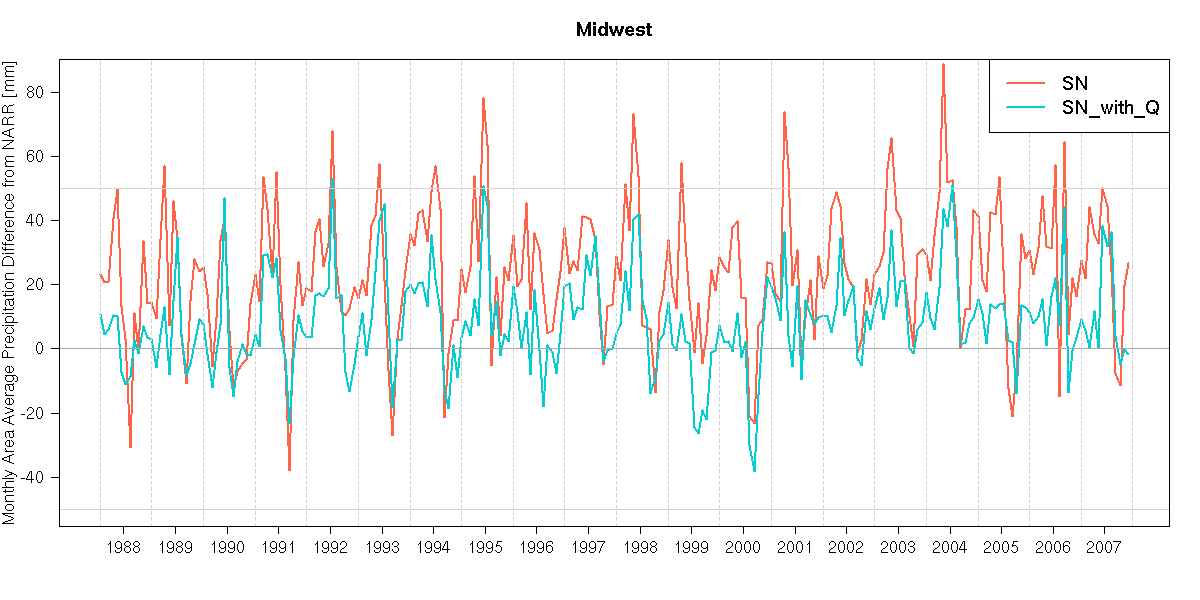 Midwest
Monthly Area Average Precipitation Difference from NARR [mm]
80
60
40
20
0
-20
-40
SN
SN_with_Q
1988 1989 1990 1991 1992 1993 1994 1995 1996 1997 1998 1999 2000 2001 2002 2003 2004 2005 2006 2007